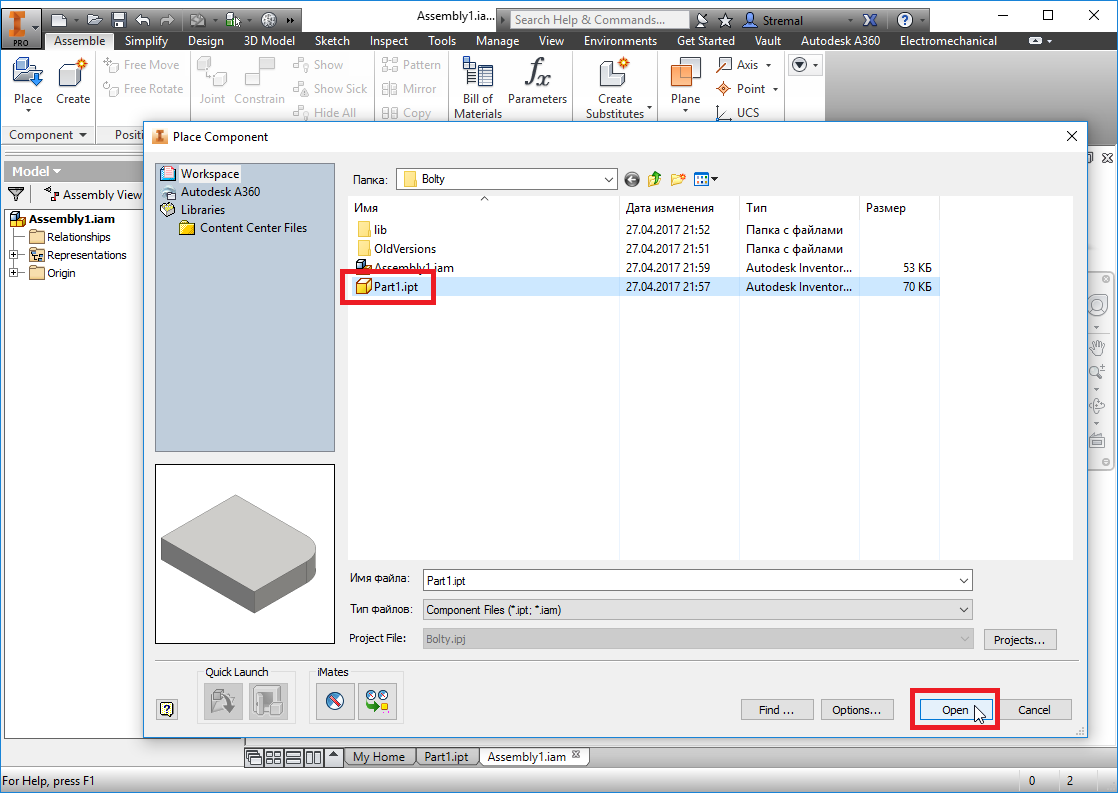 Assembly1.ia... Search Help & Commands... Stremal
PRO
Assemble Simplify Design 3D Model Sketch Inspect Tools Manage View Environments Get Started Vault Autodesk A360 Electromechanical
Place Create
Free Move
Free Rotate
Joint Constrain
Show
Show Sick
Hide All
Pattern
Mirror
Copy
Bill of
Materials
fx
Parameters
Create
Substitutes
Plane
Axis
Point
UCS
Component Positi
Place Component
Model
Assembly View
Assembly1.iam
Relationships
Representations
Origin
Workspace
Autodesk A360
Libraries
Content Center Files
Папка: Bolty
Имя Дата изменения Тип Размер
lib 27.04.2017 21:52 Папка с файлами
OldVersions 27.04.2017 21:51 Папка с файлами
Assembly1.iam 27.04.2017 21:59 Autodesk Inventor... 53 КБ
Part1.ipt 27.04.2017 21:57 Autodesk Inventor... 70 КБ
Имя файла: Part1.ipt
Тип файлов: Component Files (*.ipt; *.iam)
Project File: Bolty.ipj Projects...
Quick Launch iMates
Find ... Options... Open Cancel
My Home Part1.ipt Assembly1.iam
For Help, press F1 0 2